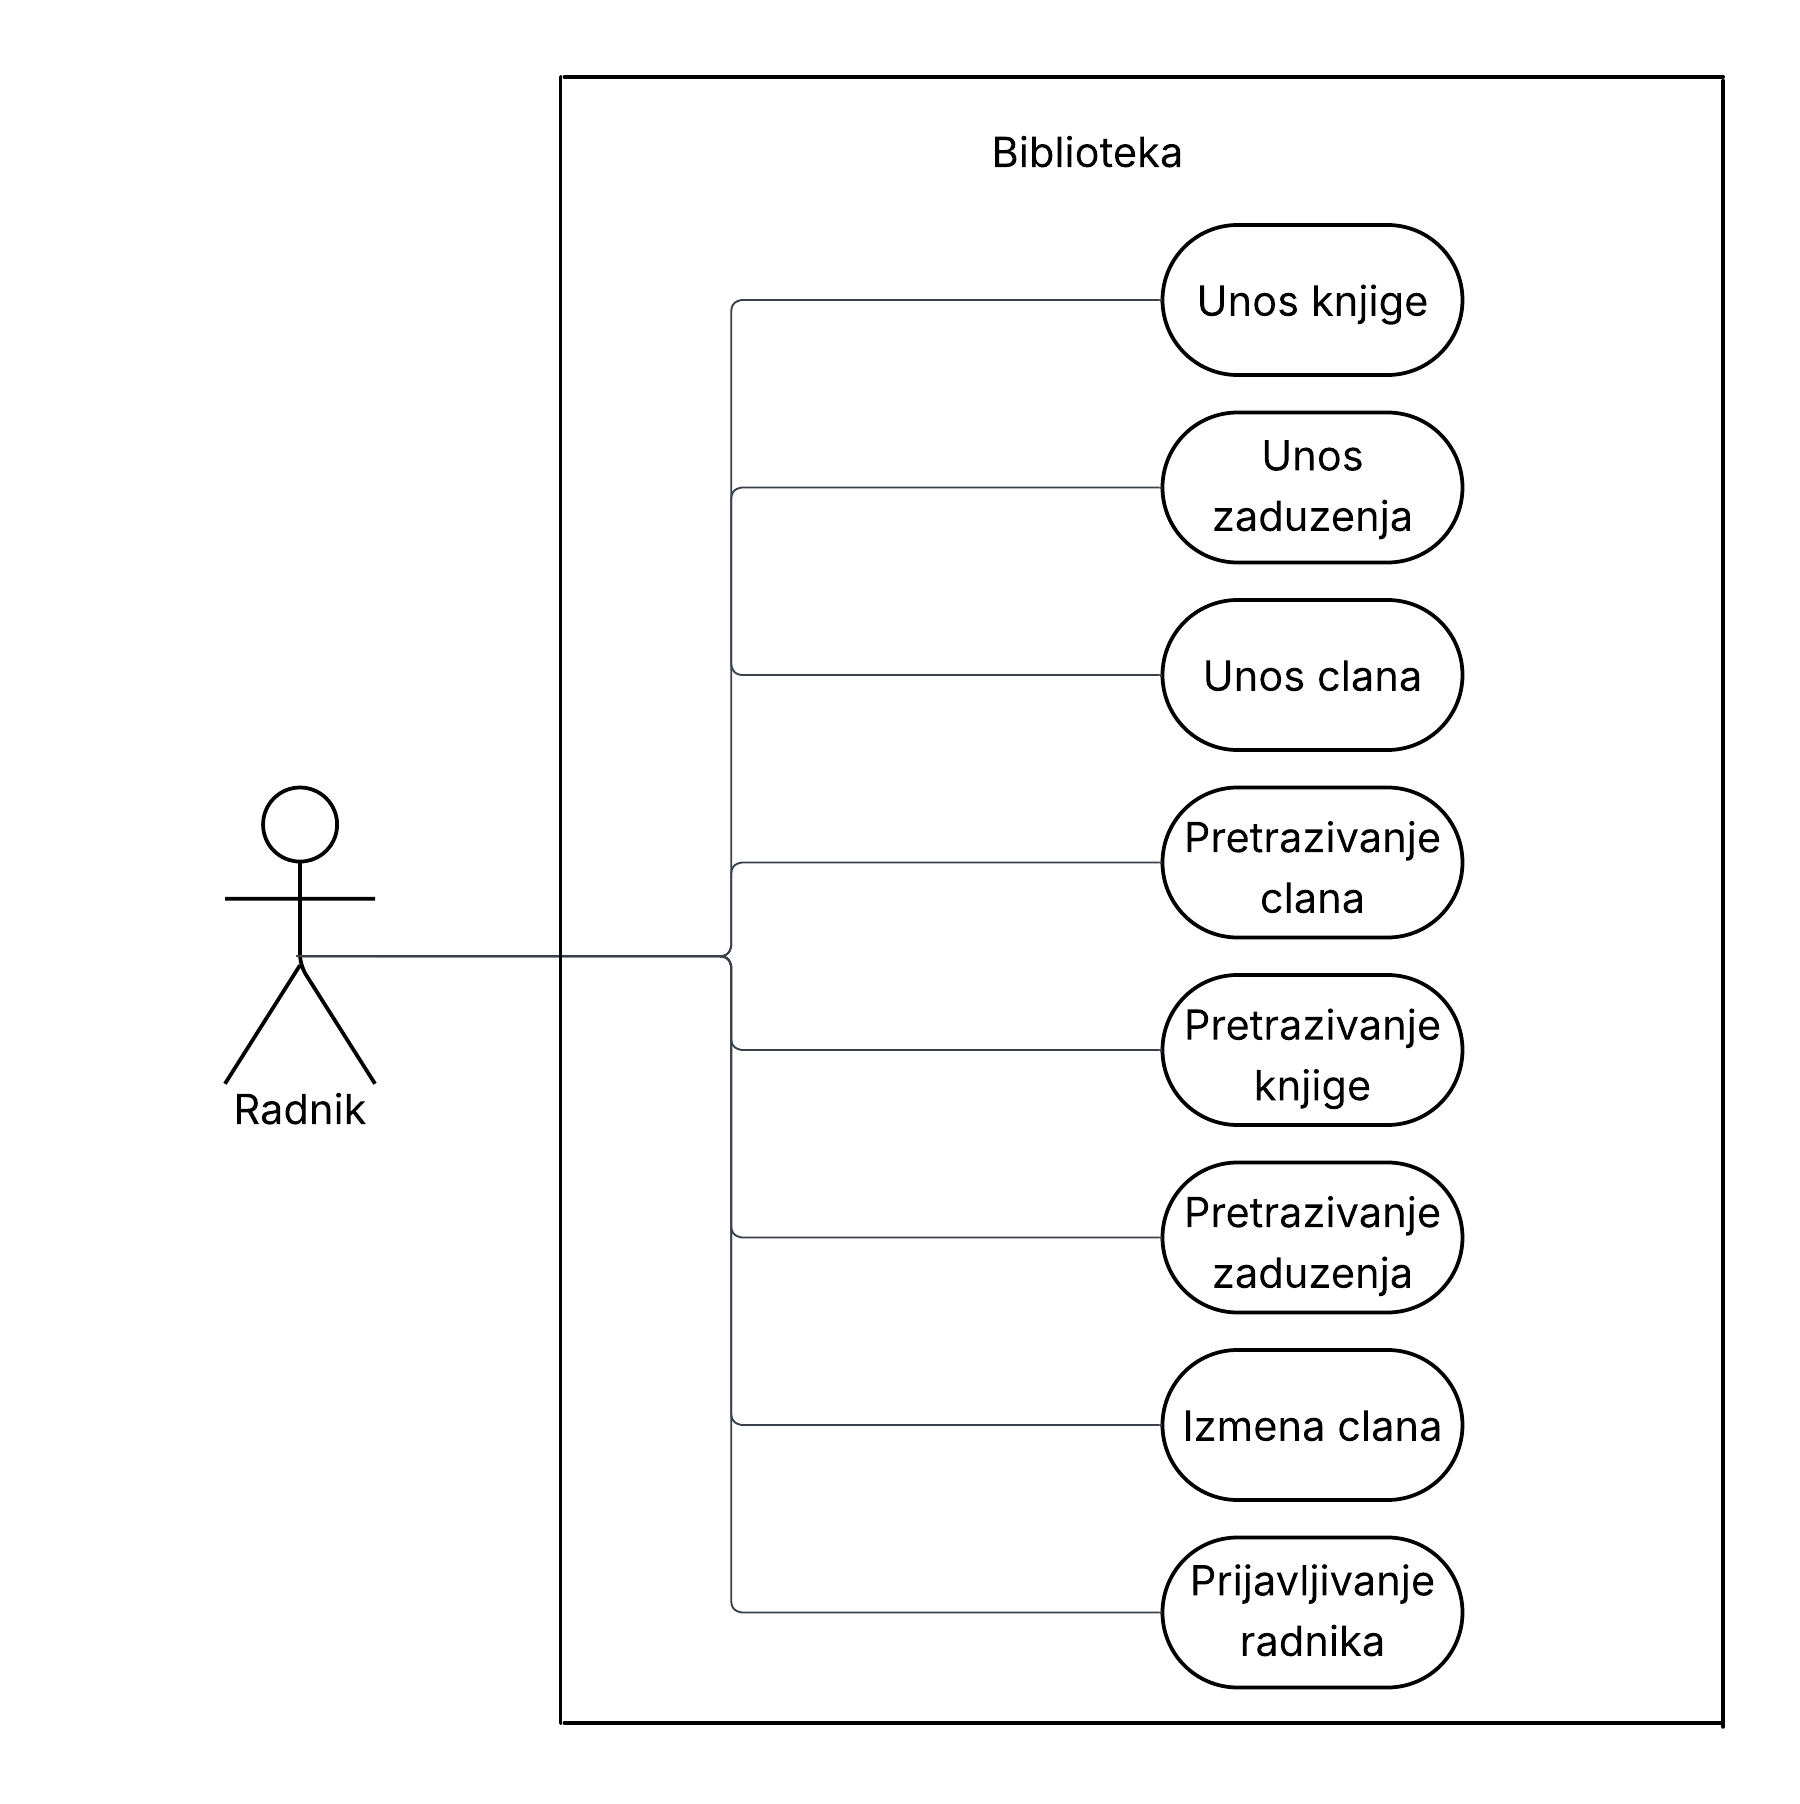 Biblioteka
Unos knjige
Unos
zaduzenja
Unos clana
Pretrazivanje
clana
Pretrazivanje
knjige
Radnik
Pretrazivanje
zaduzenja
Izmena clana
Prijavljivanje
radnika